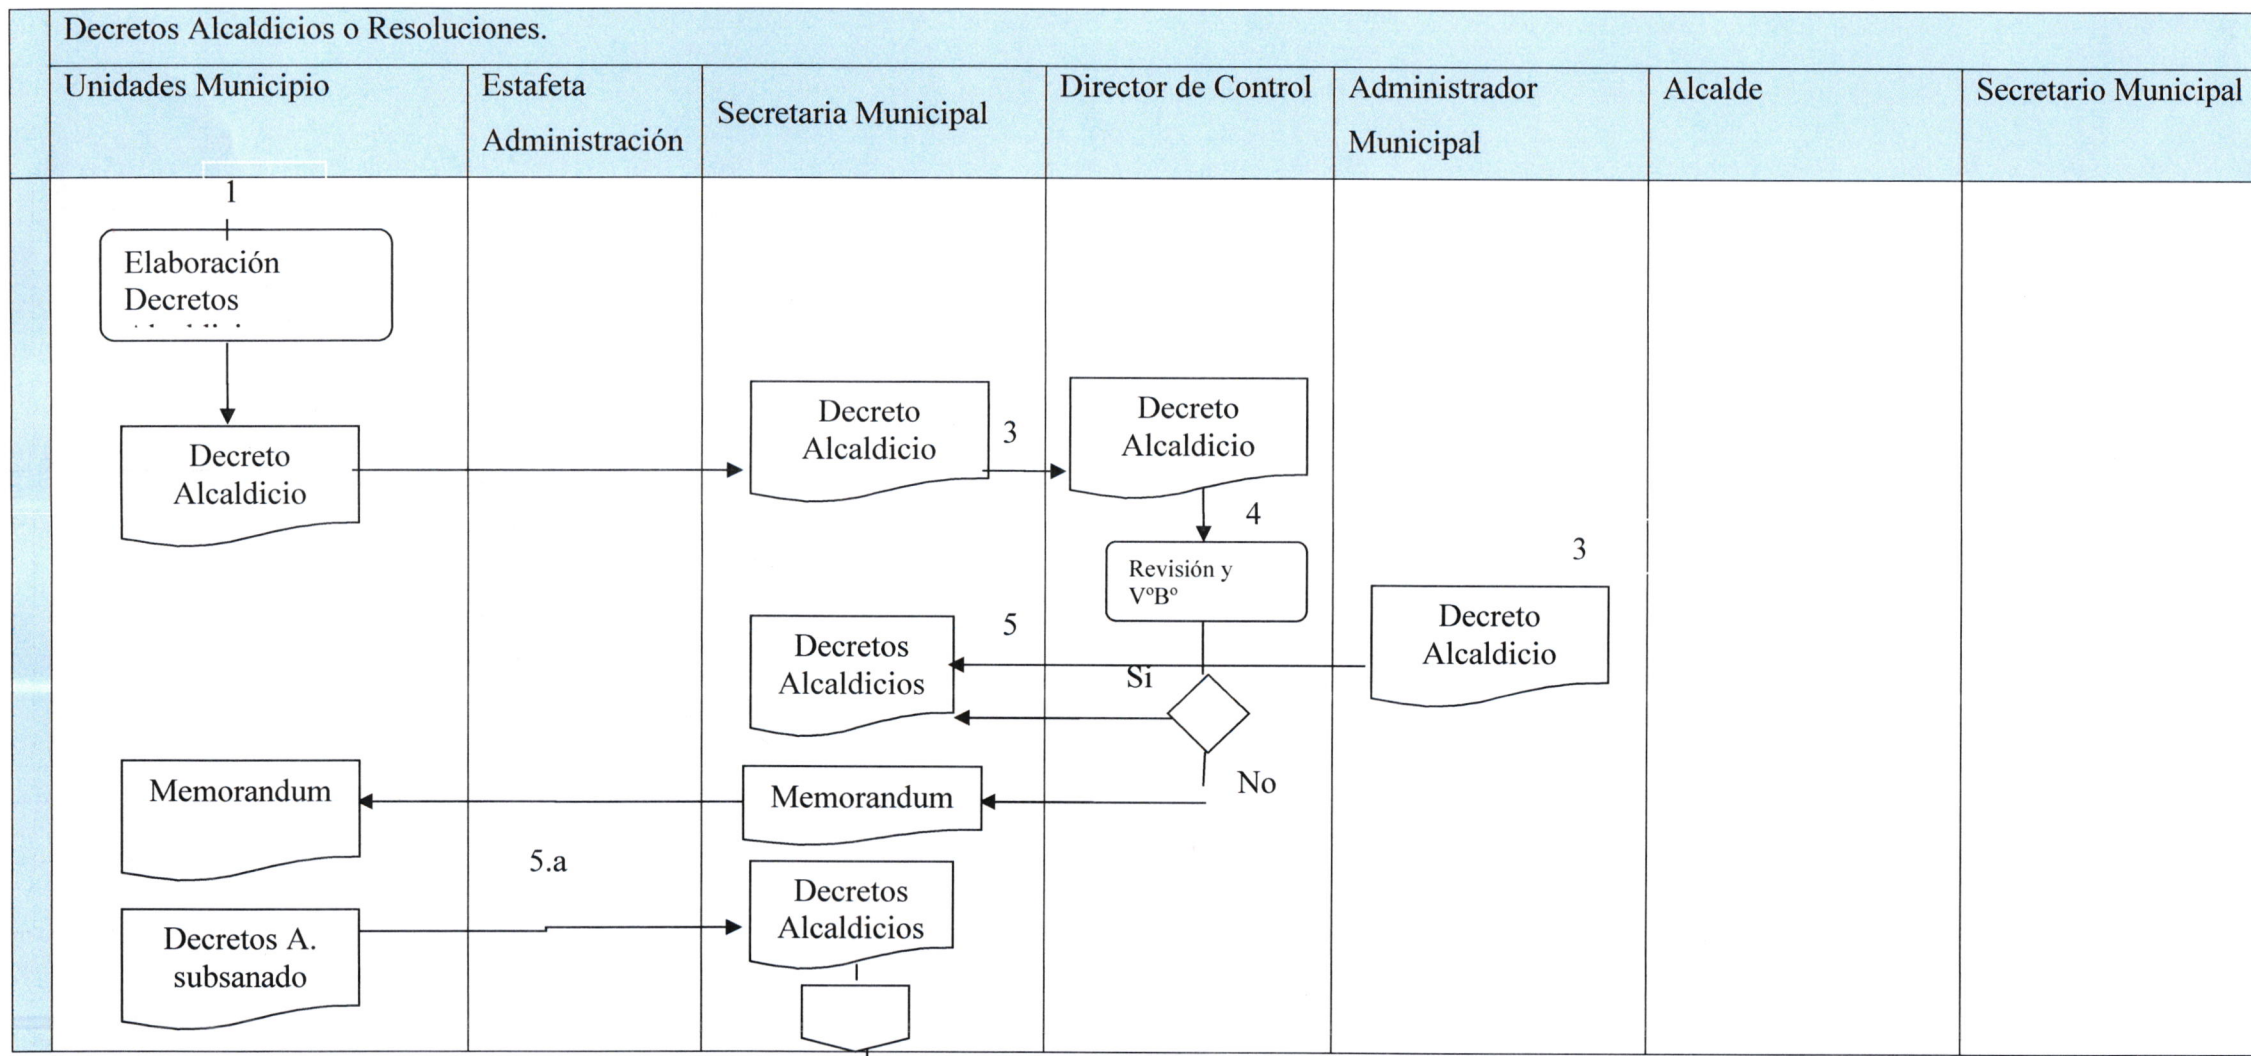 Decretos Alcaldicios o Resoluciones.
Unidades Municipio
Estafeta
Administración
Secretaria Municipal
Director de Control
Administrador
Municipal
Alcalde
Secretario Municipal
1
Elaboración
Decretos
Decreto
Alcaldicio
Decreto
Alcaldicio
3
Decreto
Alcaldicio
4
Revisión y
VºBº
3
Decreto
Alcaldicio
5
Decretos
Alcaldicios
Si
No
Memorandum
Memorandum
5.a
Decretos A.
subsanado
Decretos
Alcaldicios